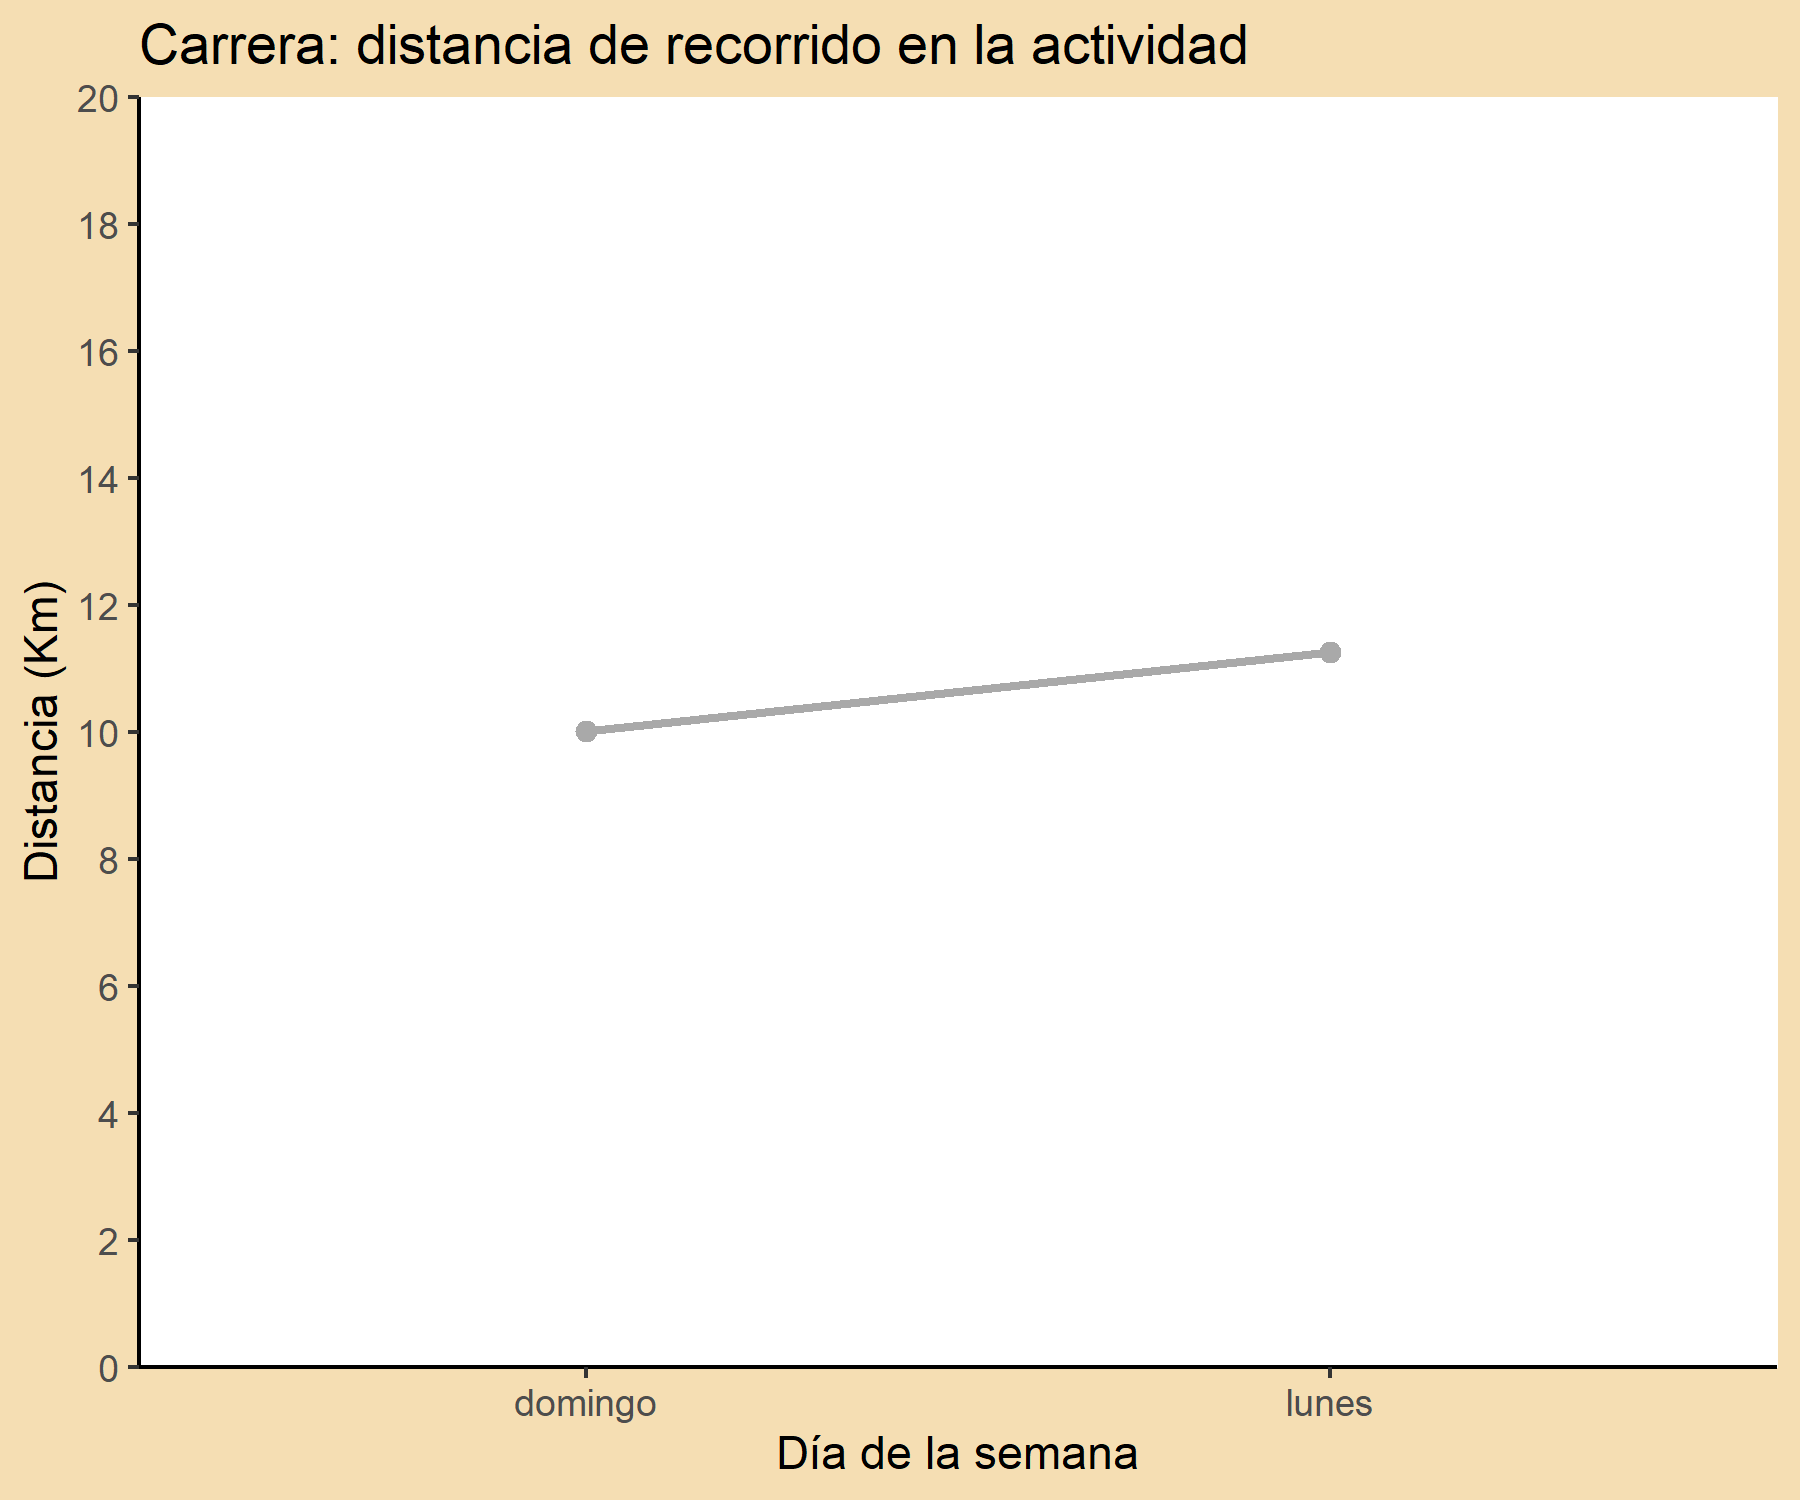 Carrera: distancia de recorrido en la actividad
20
18
16
14
12
10
8
6
4
2
0
Distancia (Km)
domingo lunes
Día de la semana